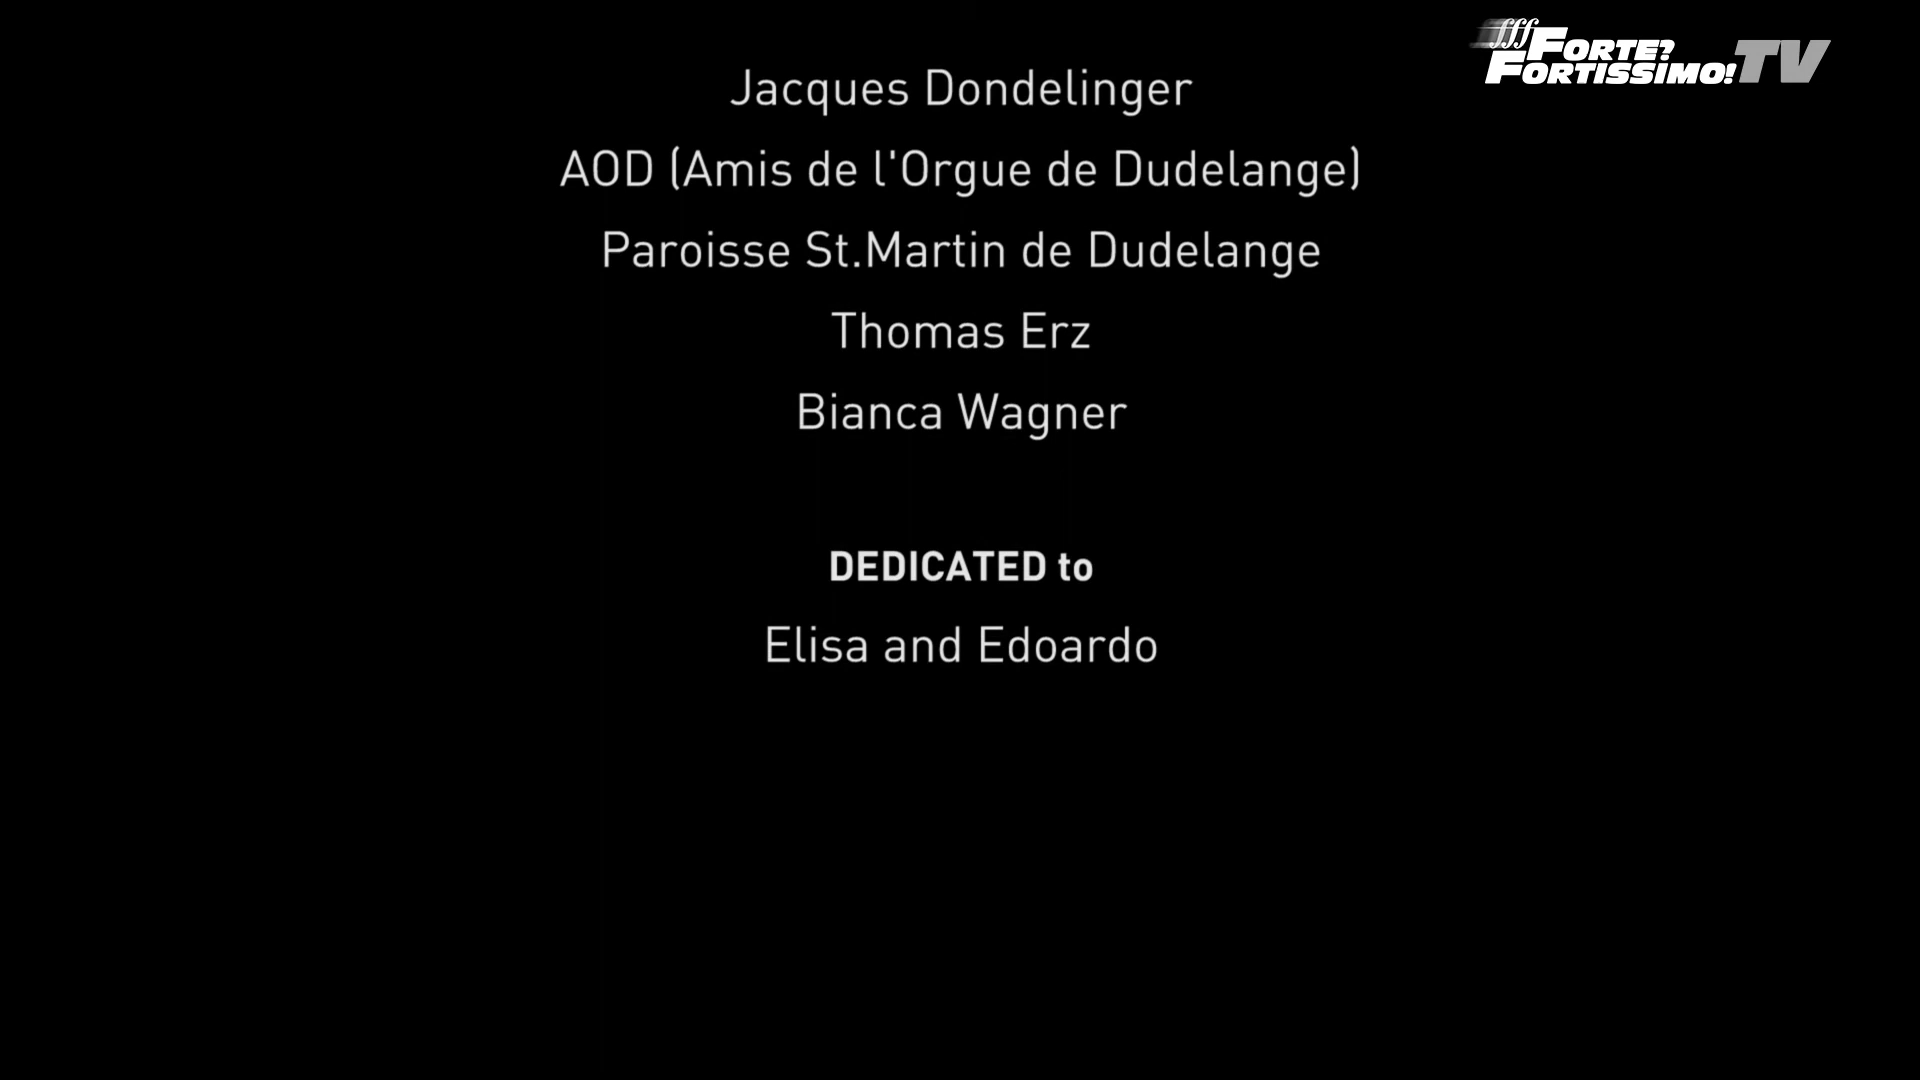 fff FORTE?
FORTISSIMO! TV
Jacques Dondelinger
AOD (Amis de l'Orgue de Dudelange)
Paroisse St.Martin de Dudelange
Thomas Erz
Bianca Wagner
DEDICATED to
Elisa and Edoardo